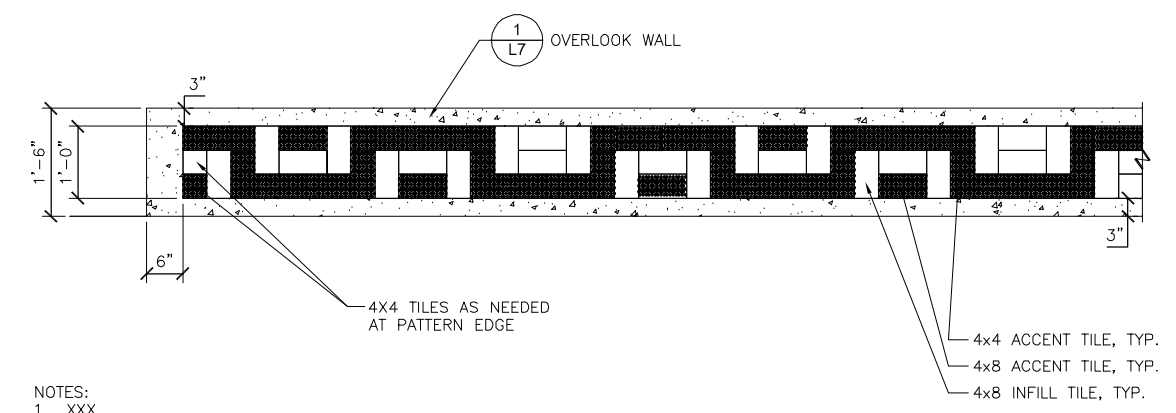 1
L7
OVERLOOK WALL
3"
1'-6"
1'-0"
6"
3"
4X4 TILES AS NEEDED
AT PATTERN EDGE
4x4 ACCENT TILE, TYP.
4x8 ACCENT TILE, TYP.
4x8 INFILL TILE, TYP.
NOTES:
1. XXX